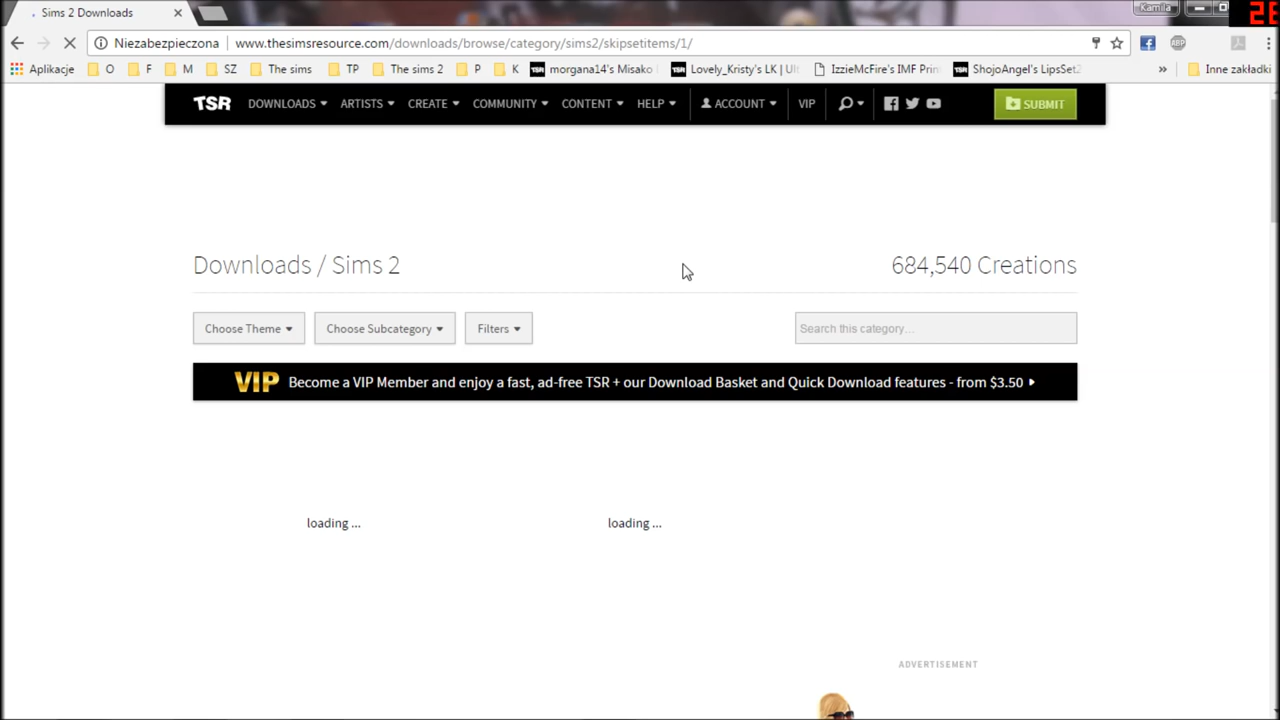 Sims 2 Downloads
Kamila
Niezabezpieczona www.thesimsresource.com/downloads/browse/category/sims2/skipsetitems/1/
Aplikacje O F M SZ The sims TP The sims 2 P K morgana14's Misako Lovely_Kristy's LK | Ul IzzieMcFire's IMF Prin ShojoAngel's LipsSet2 » Inne zakładki
TSR DOWNLOADS ARTISTS CREATE COMMUNITY CONTENT HELP ACCOUNT VIP SUBMIT
Downloads / Sims 2 684,540 Creations
Choose Theme Choose Subcategory Filters Search this category...
VIP Become a VIP Member and enjoy a fast, ad-free TSR + our Download Basket and Quick Download features - from $3.50
loading ... loading ...
ADVERTISEMENT